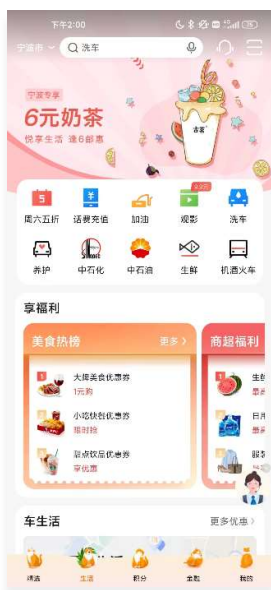 下午2:00
宁波市
洗车
宁波专享
6元奶茶
悦享生活 逢6邮惠
周六五折
话费充值
加油
观影
洗车
养护
中石化
中石油
生鲜
机酒火车
享福利
美食热榜
更多
商超福利
大牌美食优惠券
1元购
小吃快餐优惠券
限时抢
甜点饮品优惠券
享优惠
车生活
更多优惠
精选
生活
积分
金融
我的